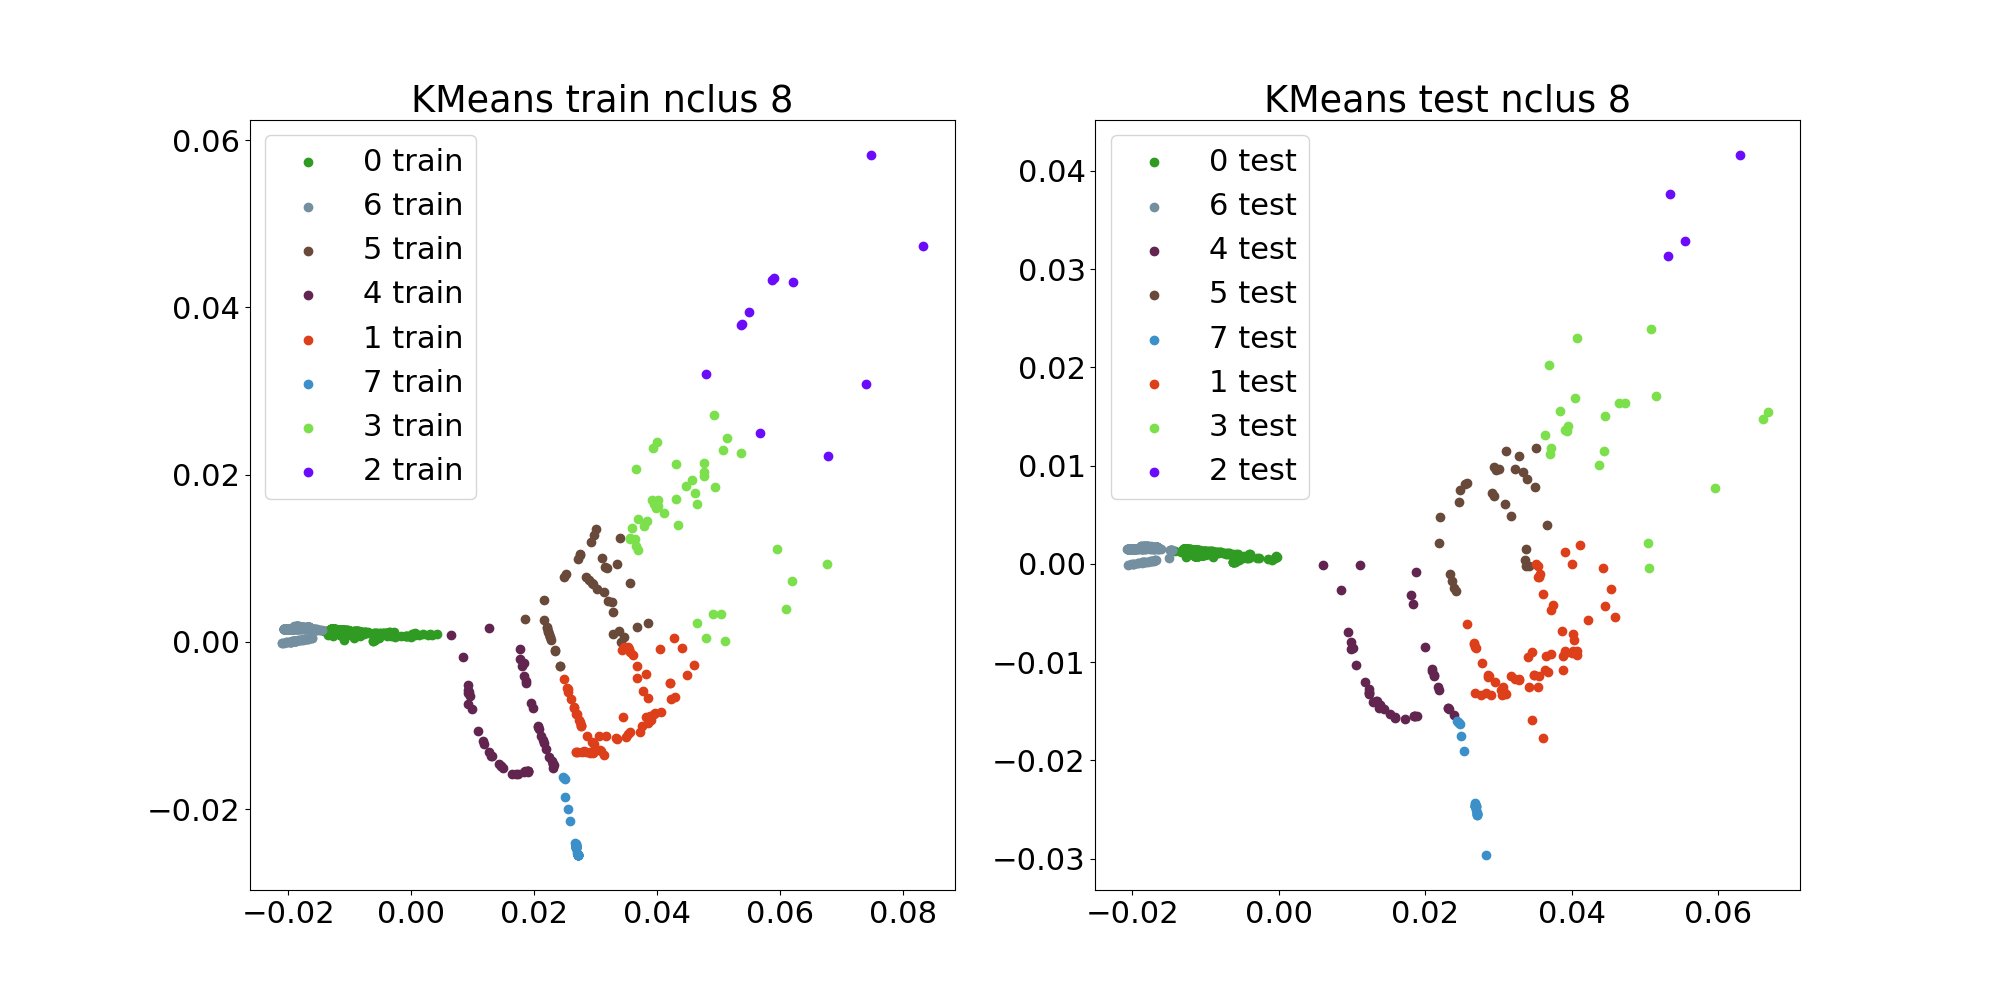 KMeans train nclus 8
0.06
0.04
0.02
0.00
−0.02
0 train
6 train
5 train
4 train
1 train
7 train
3 train
2 train
−0.02 0.00 0.02 0.04 0.06 0.08
KMeans test nclus 8
0.04
0.03
0.02
0.01
0.00
−0.01
−0.02
−0.03
0 test
6 test
4 test
5 test
7 test
1 test
3 test
2 test
−0.02 0.00 0.02 0.04 0.06